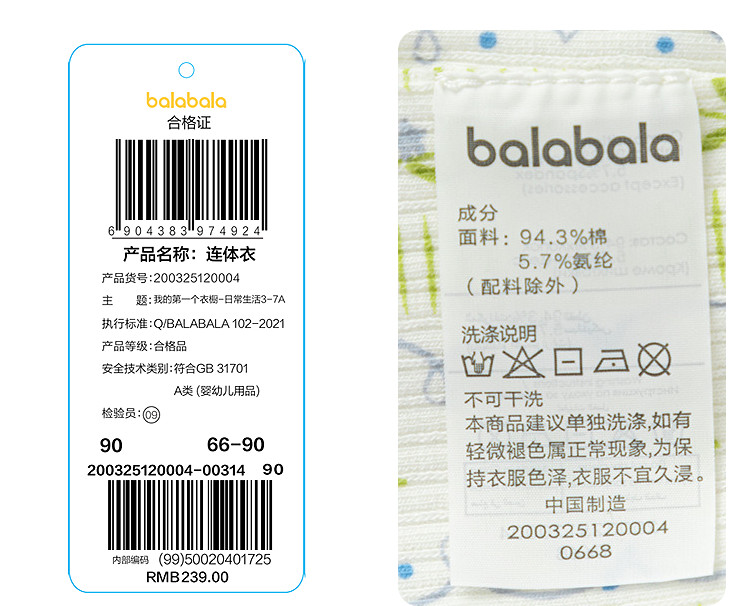 balabala
合格证
6 904383 974924
产品名称：连体衣
产品货号:200325120004
主　题:我的第一个衣橱-日常生活3-7A
执行标准:Q/BALABALA 102-2021
产品等级:合格品
安全技术类别:符合GB 31701
A类 (婴幼儿用品)
检验员:09
90 66-90
200325120004-00314 90
内部编码 (99)50020401725
RMB239.00
balabala
成分
面料：94.3%棉
5.7%氨纶
（配料除外）
洗涤说明
不可干洗
本商品建议单独洗涤,如有
轻微褪色属正常现象,为保
持衣服色泽,衣服不宜久浸。
中国制造
200325120004
0668